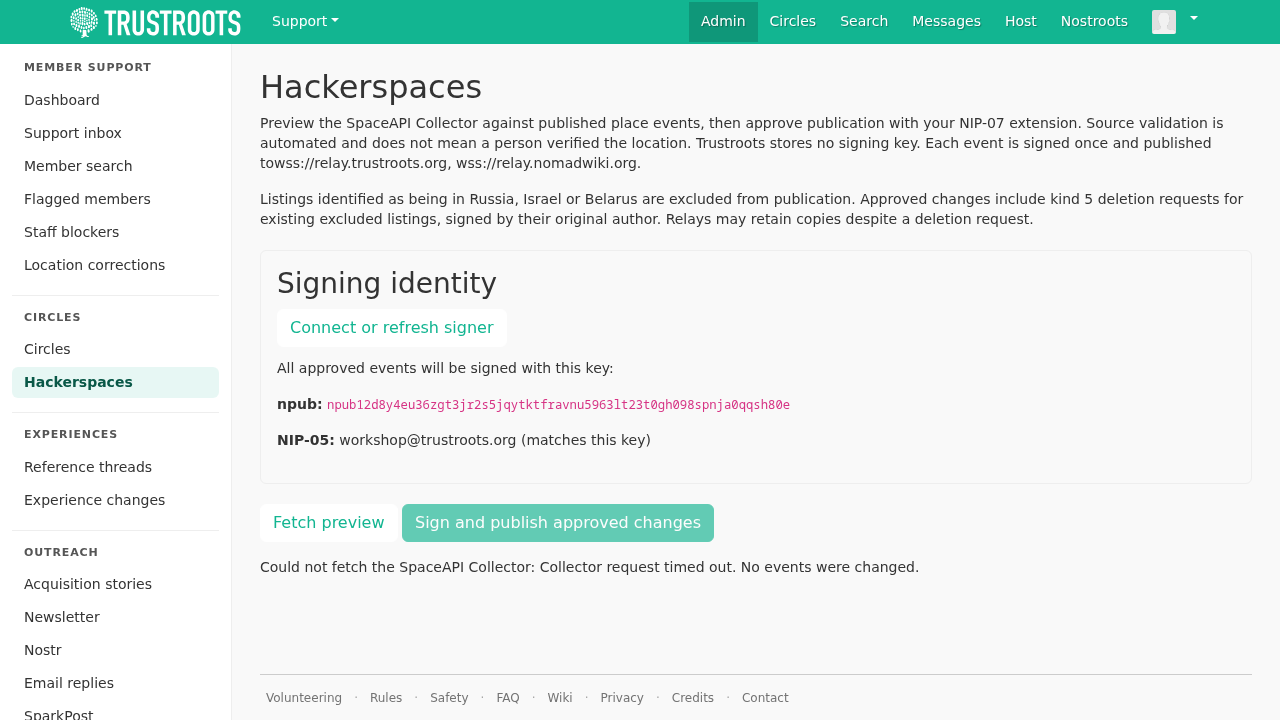 TRUSTROOTS
Support
Admin
Circles
Search
Messages
Host
Nostroots
MEMBER SUPPORT
Dashboard
Support inbox
Member search
Flagged members
Staff blockers
Location corrections
CIRCLES
Circles
Hackerspaces
EXPERIENCES
Reference threads
Experience changes
OUTREACH
Acquisition stories
Newsletter
Nostr
Email replies
SparkPost
Hackerspaces
Preview the SpaceAPI Collector against published place events, then approve publication with your NIP-07 extension. Source validation is
automated and does not mean a person verified the location. Trustroots stores no signing key. Each event is signed once and published
towss://relay.trustroots.org, wss://relay.nomadwiki.org.
Listings identified as being in Russia, Israel or Belarus are excluded from publication. Approved changes include kind 5 deletion requests for
existing excluded listings, signed by their original author. Relays may retain copies despite a deletion request.
Signing identity
Connect or refresh signer
All approved events will be signed with this key:
npub: npub12d8y4eu36zgt3jr2s5jqytktfravnu5963lt23t0gh098spnja0qqsh80e
NIP-05: workshop@trustroots.org (matches this key)
Fetch preview
Sign and publish approved changes
Could not fetch the SpaceAPI Collector: Collector request timed out. No events were changed.
Volunteering · Rules · Safety · FAQ · Wiki · Privacy · Credits · Contact